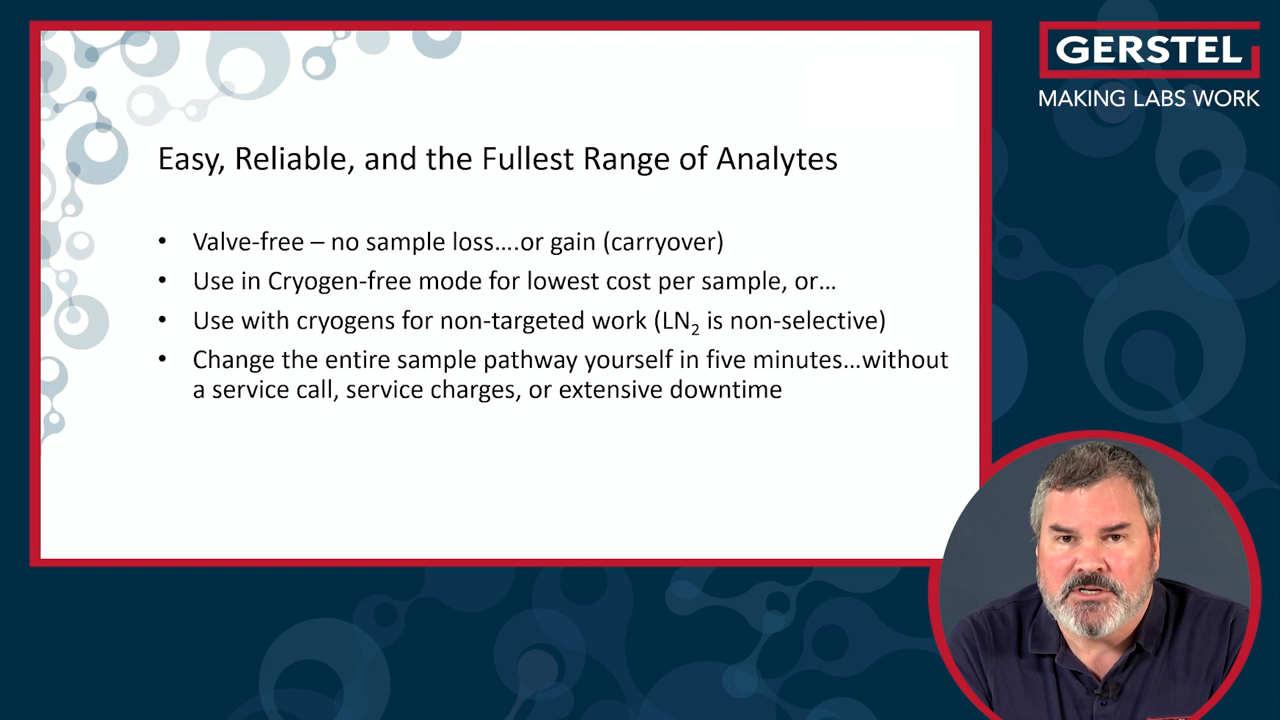 GERSTEL
MAKING LABS WORK
Easy, Reliable, and the Fullest Range of Analytes
• Valve-free – no sample loss….or gain (carryover)
• Use in Cryogen-free mode for lowest cost per sample, or…
• Use with cryogens for non-targeted work (LN₂ is non-selective)
• Change the entire sample pathway yourself in five minutes…without
a service call, service charges, or extensive downtime